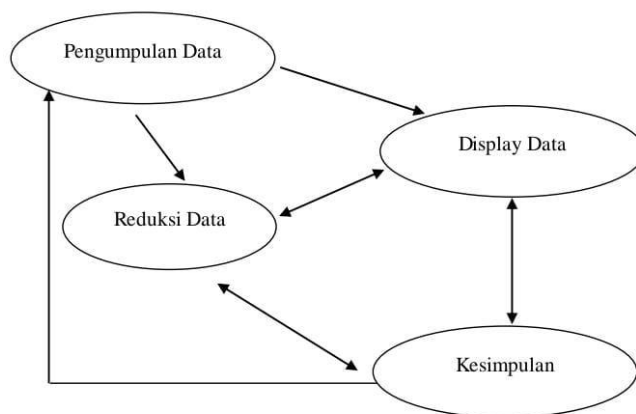 Pengumpulan Data
Display Data
Reduksi Data
Kesimpulan